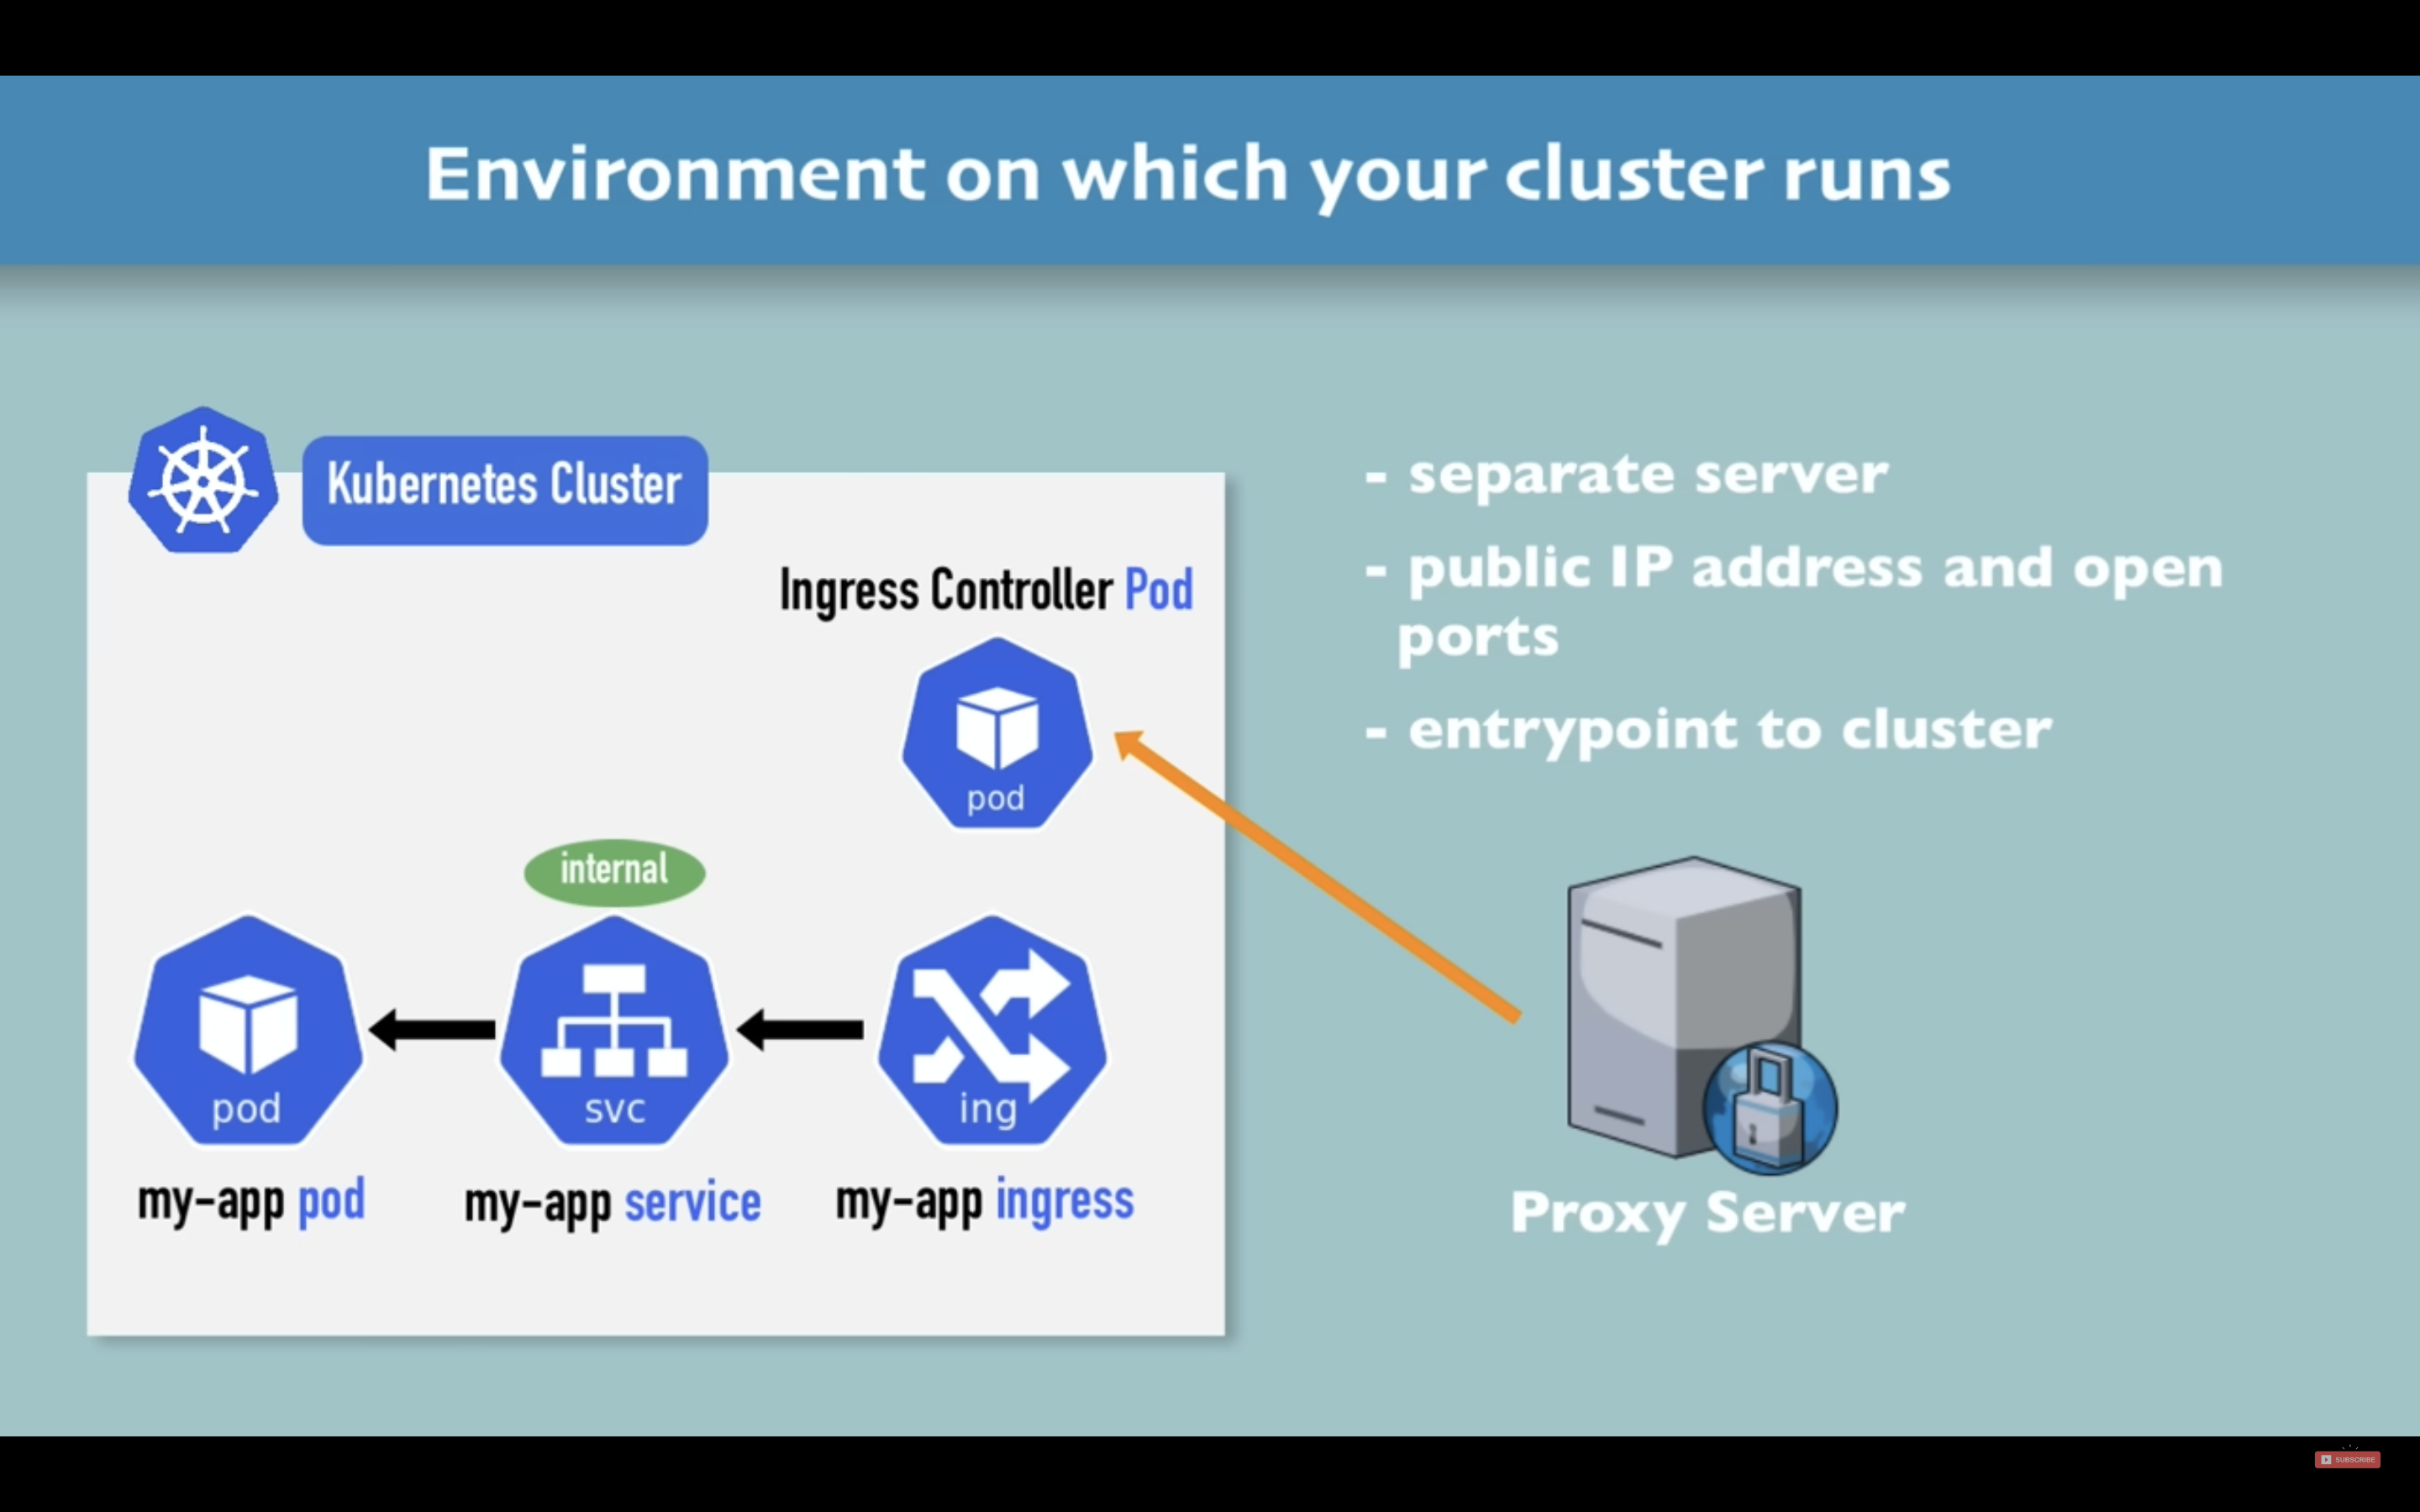 Environment on which your cluster runs
Kubernetes Cluster
Ingress Controller Pod
pod
internal
pod
svc
ing
my-app pod
my-app service
my-app ingress
- separate server
- public IP address and open
ports
- entrypoint to cluster
Proxy Server
SUBSCRIBE